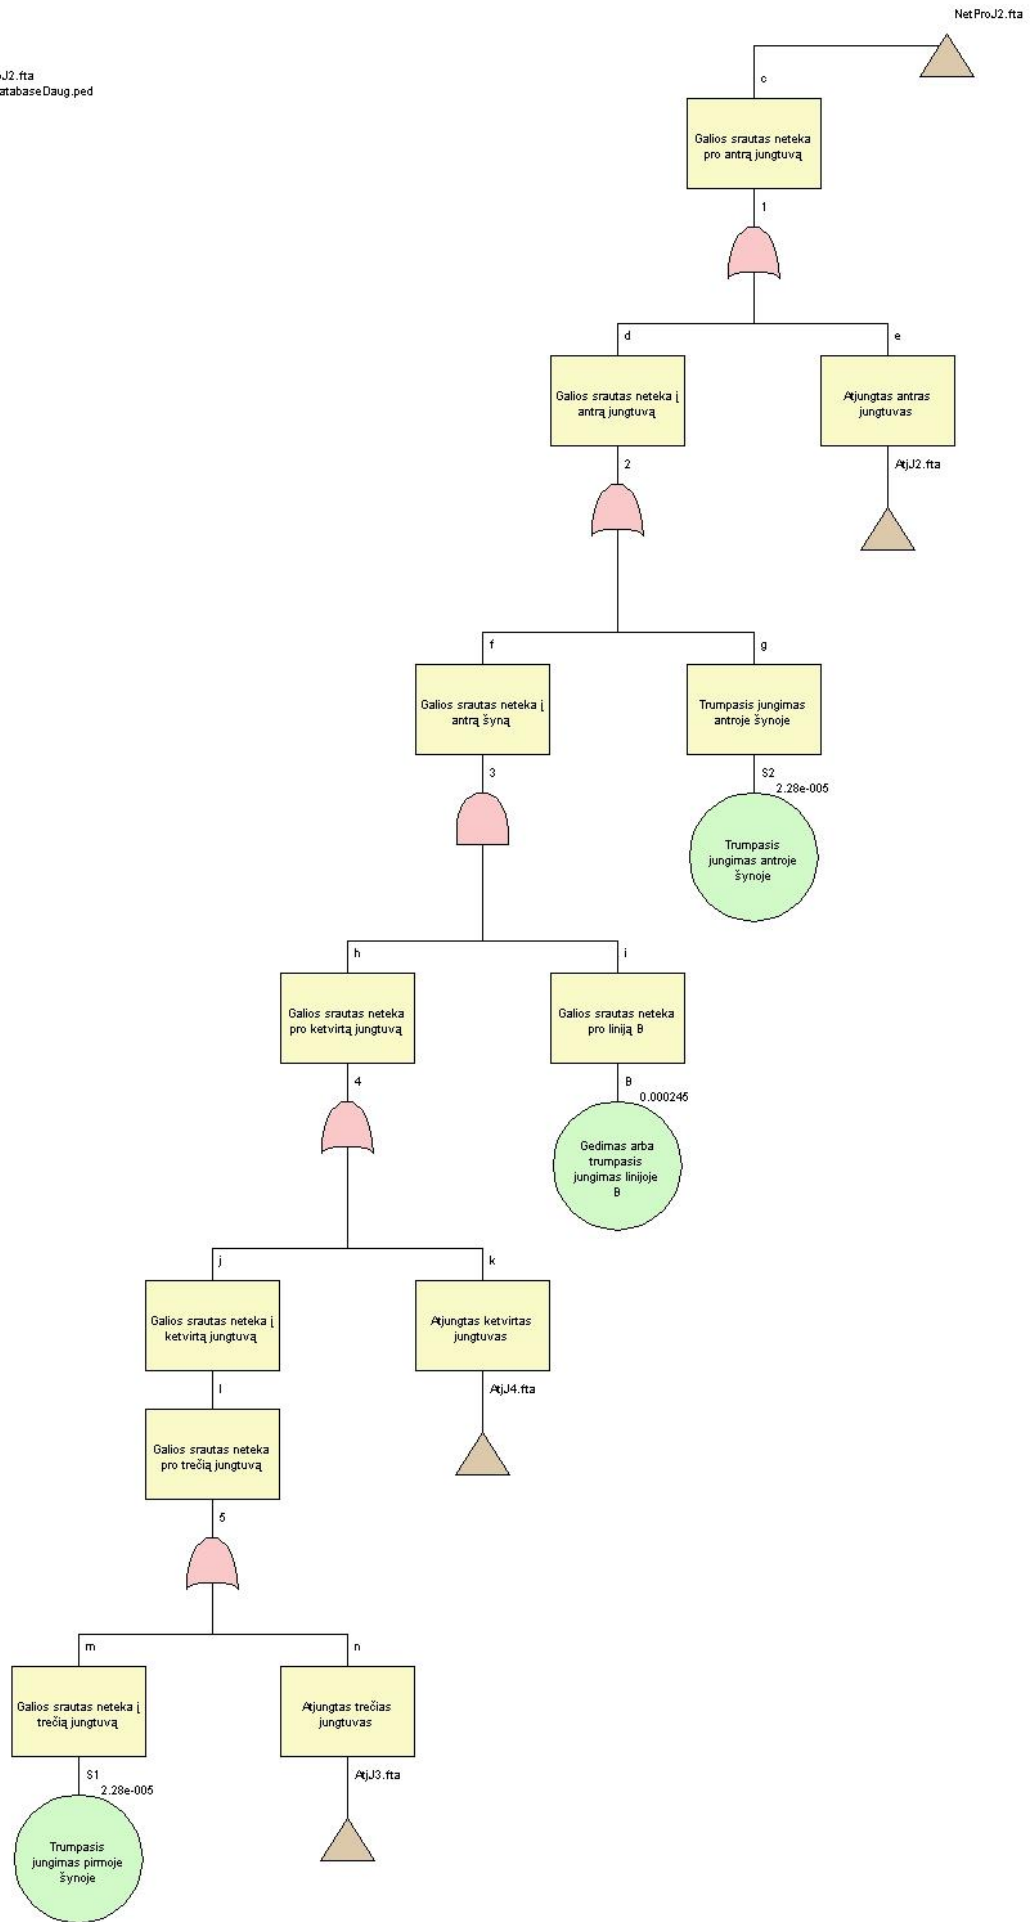 NetProJ2.fta
J2.fta
atabaseDaug.ped
c
Galios srautas neteka
pro antrą jungtuvą
1
d
e
Galios srautas neteka į
antrą jungtuvą
Atjungtas antras
jungtuvas
2
AtjJ2.fta
f
g
Galios srautas neteka į
antrą šyną
Trumpasis jungimas
antroje šynoje
3
S2
2.28e-005
Trumpasis
jungimas antroje
šynoje
h
i
Galios srautas neteka
pro ketvirtą jungtuvą
Galios srautas neteka
pro liniją B
4
B
0.000245
Gedimas arba
trumpasis
jungimas linijoje
B
j
k
Galios srautas neteka į
ketvirtą jungtuvą
Atjungtas ketvirtas
jungtuvas
l
AtjJ4.fta
Galios srautas neteka
pro trečią jungtuvą
5
m
n
Galios srautas neteka į
trečią jungtuvą
Atjungtas trečias
jungtuvas
S1
2.28e-005
AtjJ3.fta
Trumpasis
jungimas pirmoje
šynoje